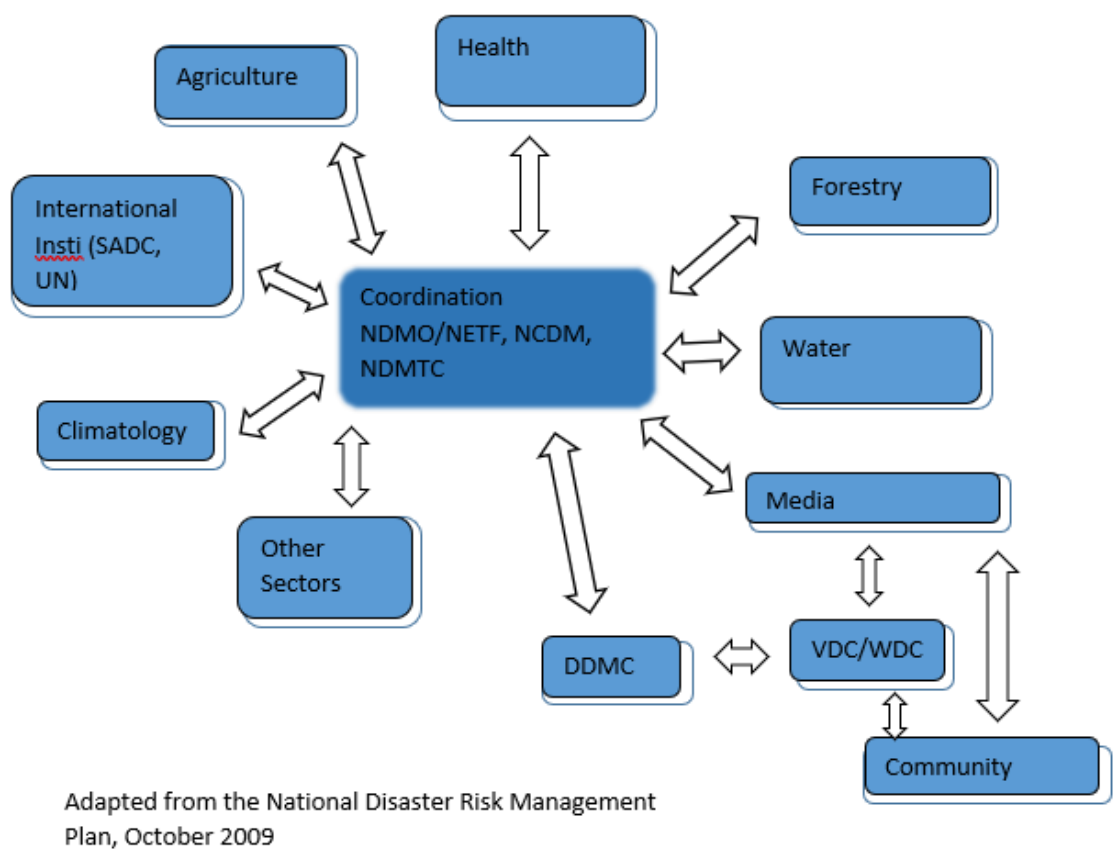 Health
Agriculture
Forestry
International
Insti (SADC,
UN)
Coordination
NDMO/NETF, NCDM,
NDMTC
Water
Climatology
Media
Other
Sectors
VDC/WDC
DDMC
Community
Adapted from the National Disaster Risk Management
Plan, October 2009